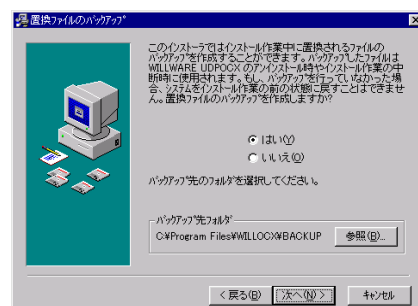 置換ファイルのバックアップ
このインストーラではインストール作業中に置換されるファイルの
バックアップを作成することができます。バックアップしたファイルは
WILLWARE UDPOCX のアンインストール時やインストール作業の中
断時に使用されます。もし、バックアップを行っていなかった場
合、システムをインストール作業の前の状態に戻すことはできませ
ん。置換ファイルのバックアップを作成しますか?
はい(Y)
いいえ(O)
バックアップ先のフォルダを選択してください。
バックアップ先フォルダ
C:¥Program Files¥WILLOCX¥BACKUP
参照(B)...
< 戻る(B)
次へ(N) >
キャンセル